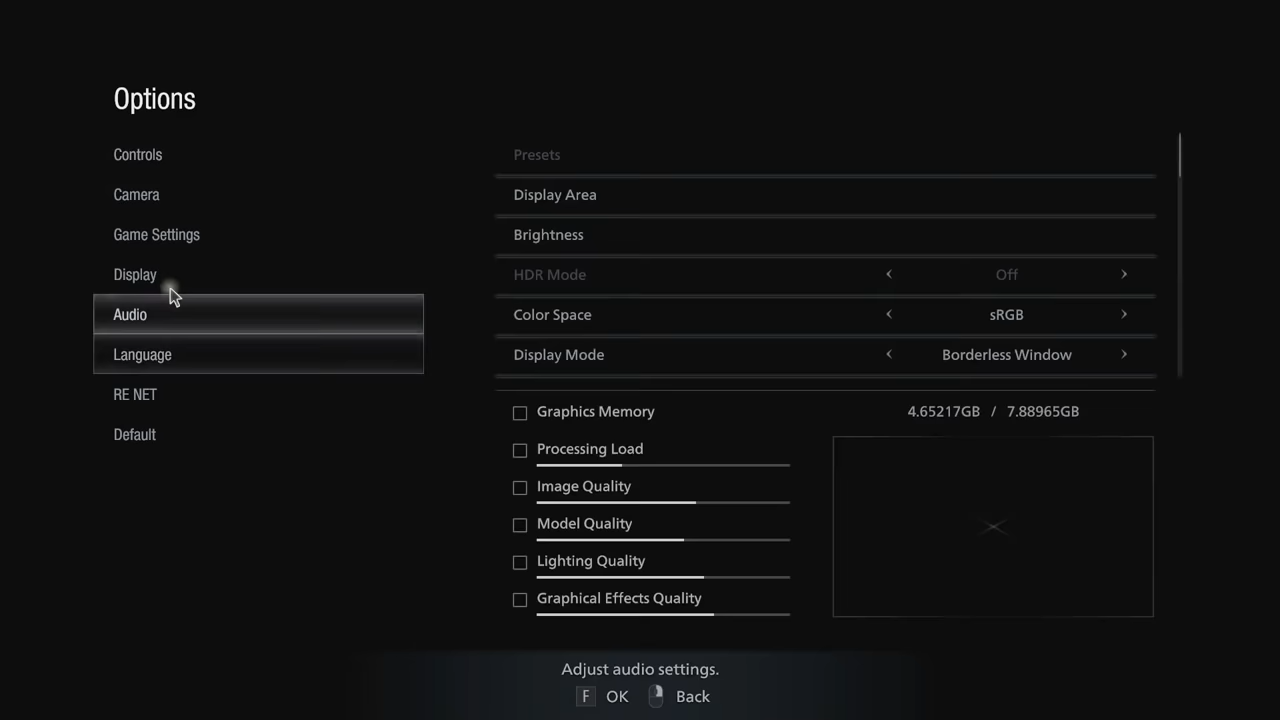 Options
Controls
Camera
Game Settings
Display
Audio
Language
RE NET
Default
Presets
Display Area
Brightness
HDR Mode Off
Color Space sRGB
Display Mode Borderless Window
Graphics Memory 4.65217GB / 7.88965GB
Processing Load
Image Quality
Model Quality
Lighting Quality
Graphical Effects Quality
Adjust audio settings.
F OK Back